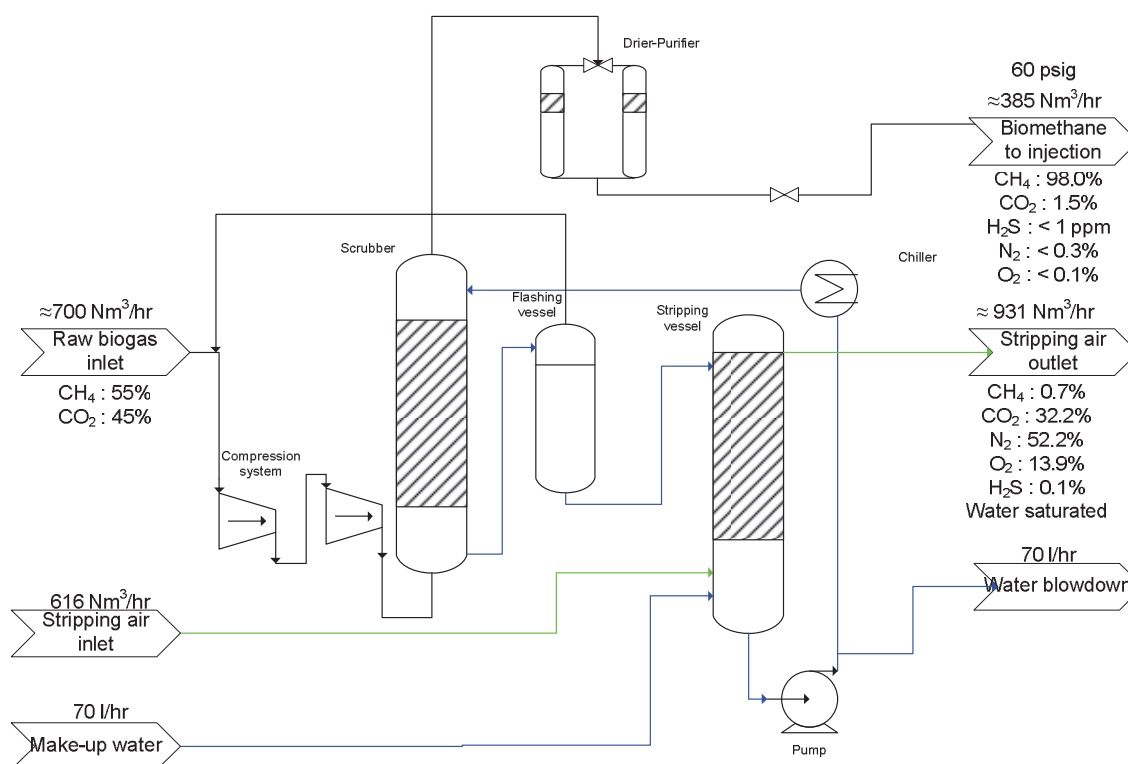 Drier-Purifier
60 psig
≈385 Nm³/hr
Biomethane
to injection
CH₄ : 98.0%
CO₂ : 1.5%
H₂S : < 1 ppm
N₂ : < 0.3%
O₂ : < 0.1%
Scrubber
Chiller
Flashing
vessel
Stripping
vessel
≈700 Nm³/hr
Raw biogas
inlet
CH₄ : 55%
CO₂ : 45%
≈ 931 Nm³/hr
Stripping air
outlet
CH₄ : 0.7%
CO₂ : 32.2%
N₂ : 52.2%
O₂ : 13.9%
H₂S : 0.1%
Water saturated
Compression
system
70 l/hr
Water blowdown
616 Nm³/hr
Stripping air
inlet
70 l/hr
Make-up water
Pump